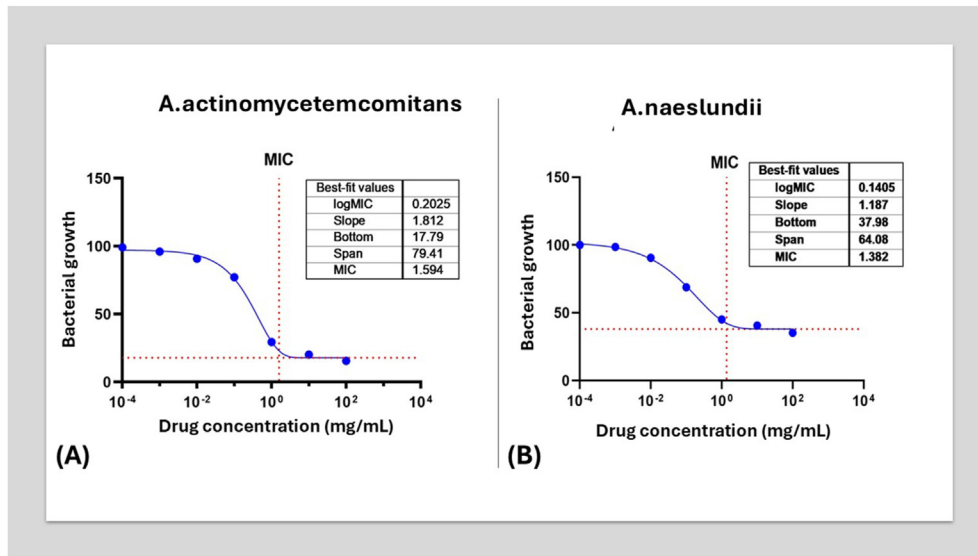 A.actinomycetemcomitans
MIC
Best-fit values
logMIC 0.2025
Slope 1.812
Bottom 17.79
Span 79.41
MIC 1.594
Bacterial growth
150
100
50
0
10⁻⁴ 10⁻² 10⁰ 10² 10⁴
Drug concentration (mg/mL)
(A)
A.naeslundii
MIC
Best-fit values
logMIC 0.1405
Slope 1.187
Bottom 37.98
Span 64.08
MIC 1.382
Bacterial growth
150
100
50
0
10⁻⁴ 10⁻² 10⁰ 10² 10⁴
Drug concentration (mg/mL)
(B)